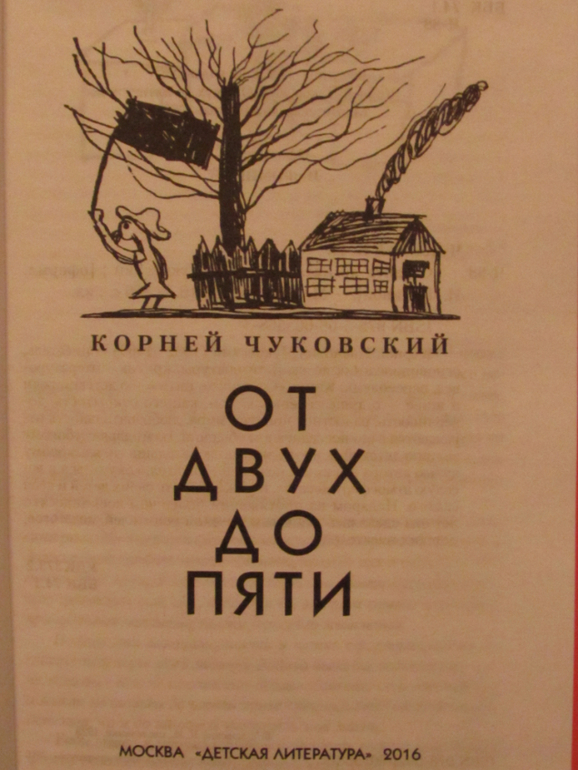 КОРНЕЙ ЧУКОВСКИЙ
ОТ
ДВУХ
ДО
ПЯТИ
МОСКВА «ДЕТСКАЯ ЛИТЕРАТУРА» 2016